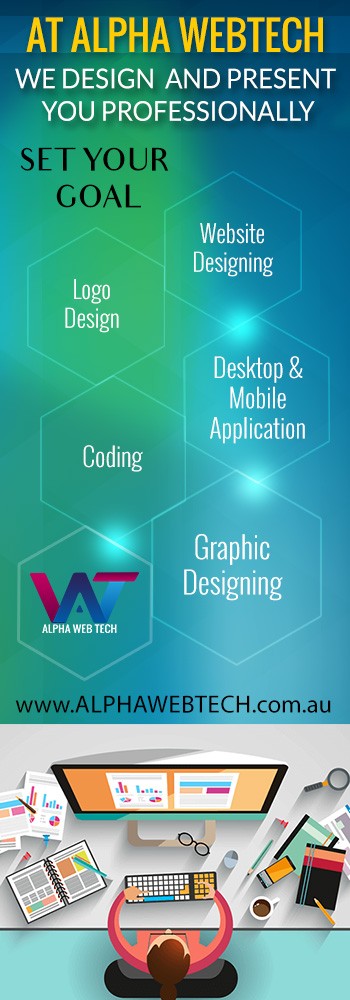 AT ALPHA WEBTECH
WE DESIGN AND PRESENT
YOU PROFESSIONALLY
SET YOUR
GOAL
Website
Designing
Logo
Design
Desktop &
Mobile
Application
Coding
Graphic
Designing
WAT
ALPHA WEB TECH
www.ALPHAWEBTECH.com.au